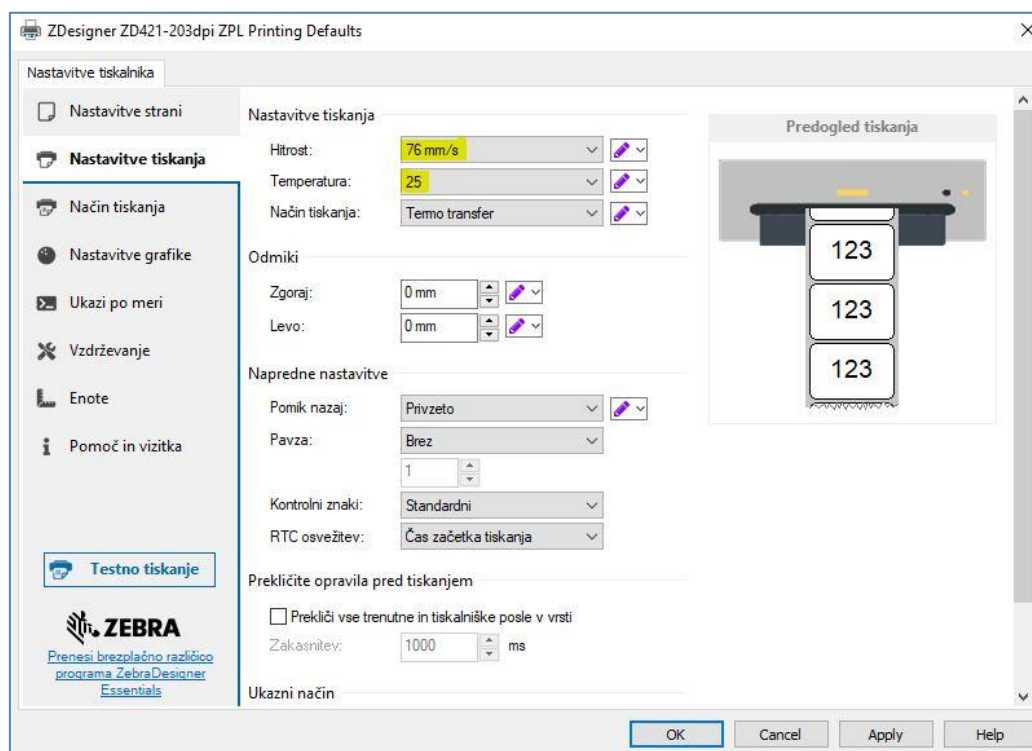 ZDesigner ZD421-203dpi ZPL Printing Defaults
Nastavitve tiskalnika
Nastavitve strani
Nastavitve tiskanja
Način tiskanja
Nastavitve grafike
Ukazi po meri
Vzdrževanje
Enote
Pomoč in vizitka
Testno tiskanje
ZEBRA
Prenesi brezplačno različico
programa ZebraDesigner
Essentials
Nastavitve tiskanja
Hitrost: 76 mm/s
Temperatura: 25
Način tiskanja: Termo transfer
Odmiki
Zgoraj: 0 mm
Levo: 0 mm
Napredne nastavitve
Pomik nazaj: Privzeto
Pavza: Brez
1
Kontrolni znaki: Standardni
RTC osvežitev: Čas začetka tiskanja
Prekličite opravila pred tiskanjem
Prekliči vse trenutne in tiskalniške posle v vrsti
Zakasnitev: 1000 ms
Ukazni način
Predogled tiskanja
123
123
123
OK Cancel Apply Help